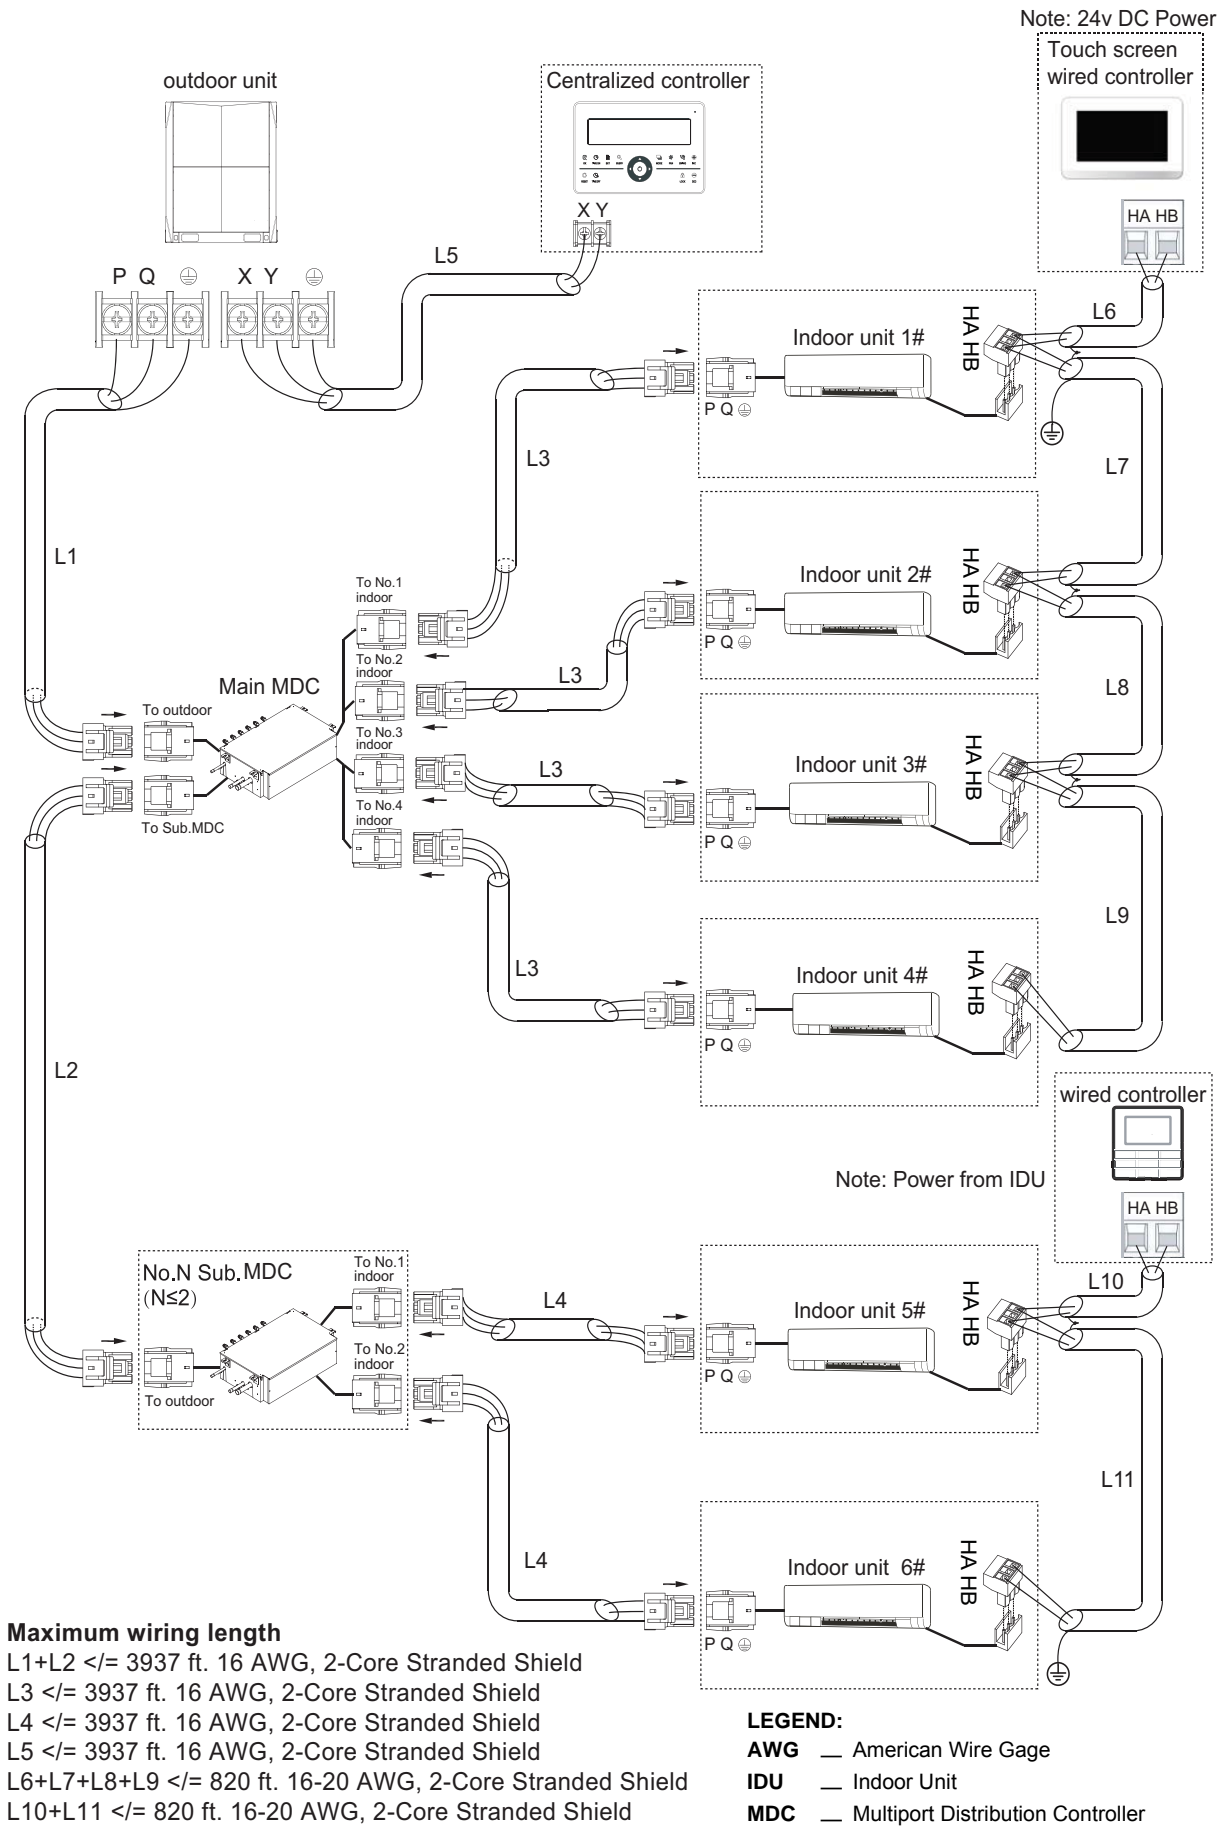 Note: 24v DC Power
Touch screen
wired controller
HA HB
outdoor unit
Centralized controller
X Y
P Q
X Y
L5
L6
Indoor unit 1#
HA HB
P Q
L3
L7
L1
To No.1
indoor
Indoor unit 2#
HA HB
P Q
To No.2
indoor
L3
L8
Main MDC
To outdoor
To No.3
indoor
L3
Indoor unit 3#
HA HB
P Q
To Sub.MDC
To No.4
indoor
L9
L3
Indoor unit 4#
HA HB
P Q
L2
wired controller
Note: Power from IDU
HA HB
No.N Sub.MDC
(N≤2)
To No.1
indoor
L4
Indoor unit 5#
HA HB
L10
P Q
To No.2
indoor
To outdoor
L11
L4
Indoor unit 6#
HA HB
P Q
Maximum wiring length
L1+L2 </= 3937 ft. 16 AWG, 2-Core Stranded Shield
L3 </= 3937 ft. 16 AWG, 2-Core Stranded Shield
L4 </= 3937 ft. 16 AWG, 2-Core Stranded Shield
L5 </= 3937 ft. 16 AWG, 2-Core Stranded Shield
L6+L7+L8+L9 </= 820 ft. 16-20 AWG, 2-Core Stranded Shield
L10+L11 </= 820 ft. 16-20 AWG, 2-Core Stranded Shield
LEGEND:
AWG — American Wire Gage
IDU — Indoor Unit
MDC — Multiport Distribution Controller